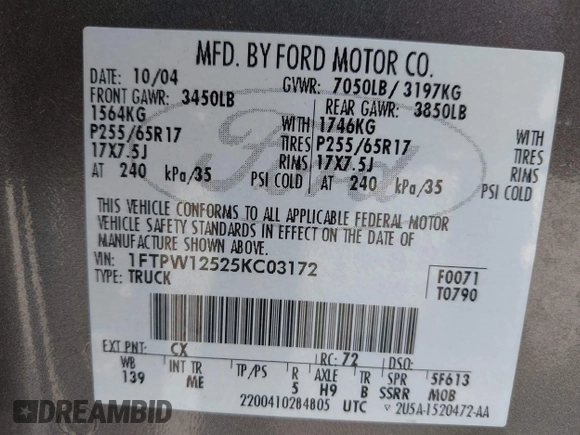 MFD. BY FORD MOTOR CO.
DATE: 10/04 GVWR: 7050LB / 3197KG
FRONT GAWR: 3450LB REAR GAWR: 3850LB
1564KG WITH 1746KG WITH
P255/65R17 TIRES P255/65R17 TIRES
17X7.5J RIMS 17X7.5J RIMS
AT 240 kPa/35 PSI COLD AT 240 kPa/35 PSI COLD
Ford
THIS VEHICLE CONFORMS TO ALL APPLICABLE FEDERAL MOTOR
VEHICLE SAFETY STANDARDS IN EFFECT ON THE DATE OF
MANUFACTURE SHOWN ABOVE.
VIN: 1FTPW12525KC03172 F0071
TYPE: TRUCK T0790
EXT PNT: CX RC: 72 DSO:
WB INT TR TP/PS R AXLE TR SPR 5F613
139 ME 5 H9 B SSRR MOB
2200410284805 UTC 2U5A-1520472-AA
DREAMBID